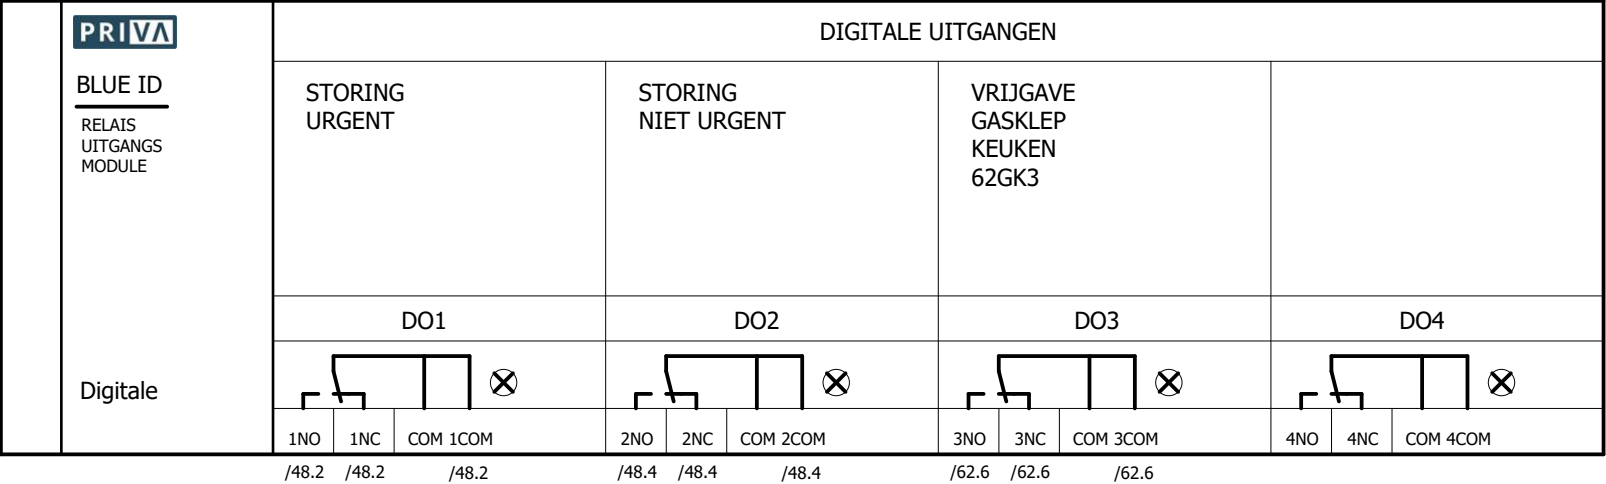 PRIVA
DIGITALE UITGANGEN
BLUE ID
RELAIS
UITGANGS
MODULE
STORING
URGENT
STORING
NIET URGENT
VRIJGAVE
GASKLEP
KEUKEN
62GK3
DO1 DO2 DO3 DO4
Digitale
1NO 1NC COM 1COM 2NO 2NC COM 2COM 3NO 3NC COM 3COM 4NO 4NC COM 4COM
/48.2 /48.2 /48.2 /48.4 /48.4 /48.4 /62.6 /62.6 /62.6